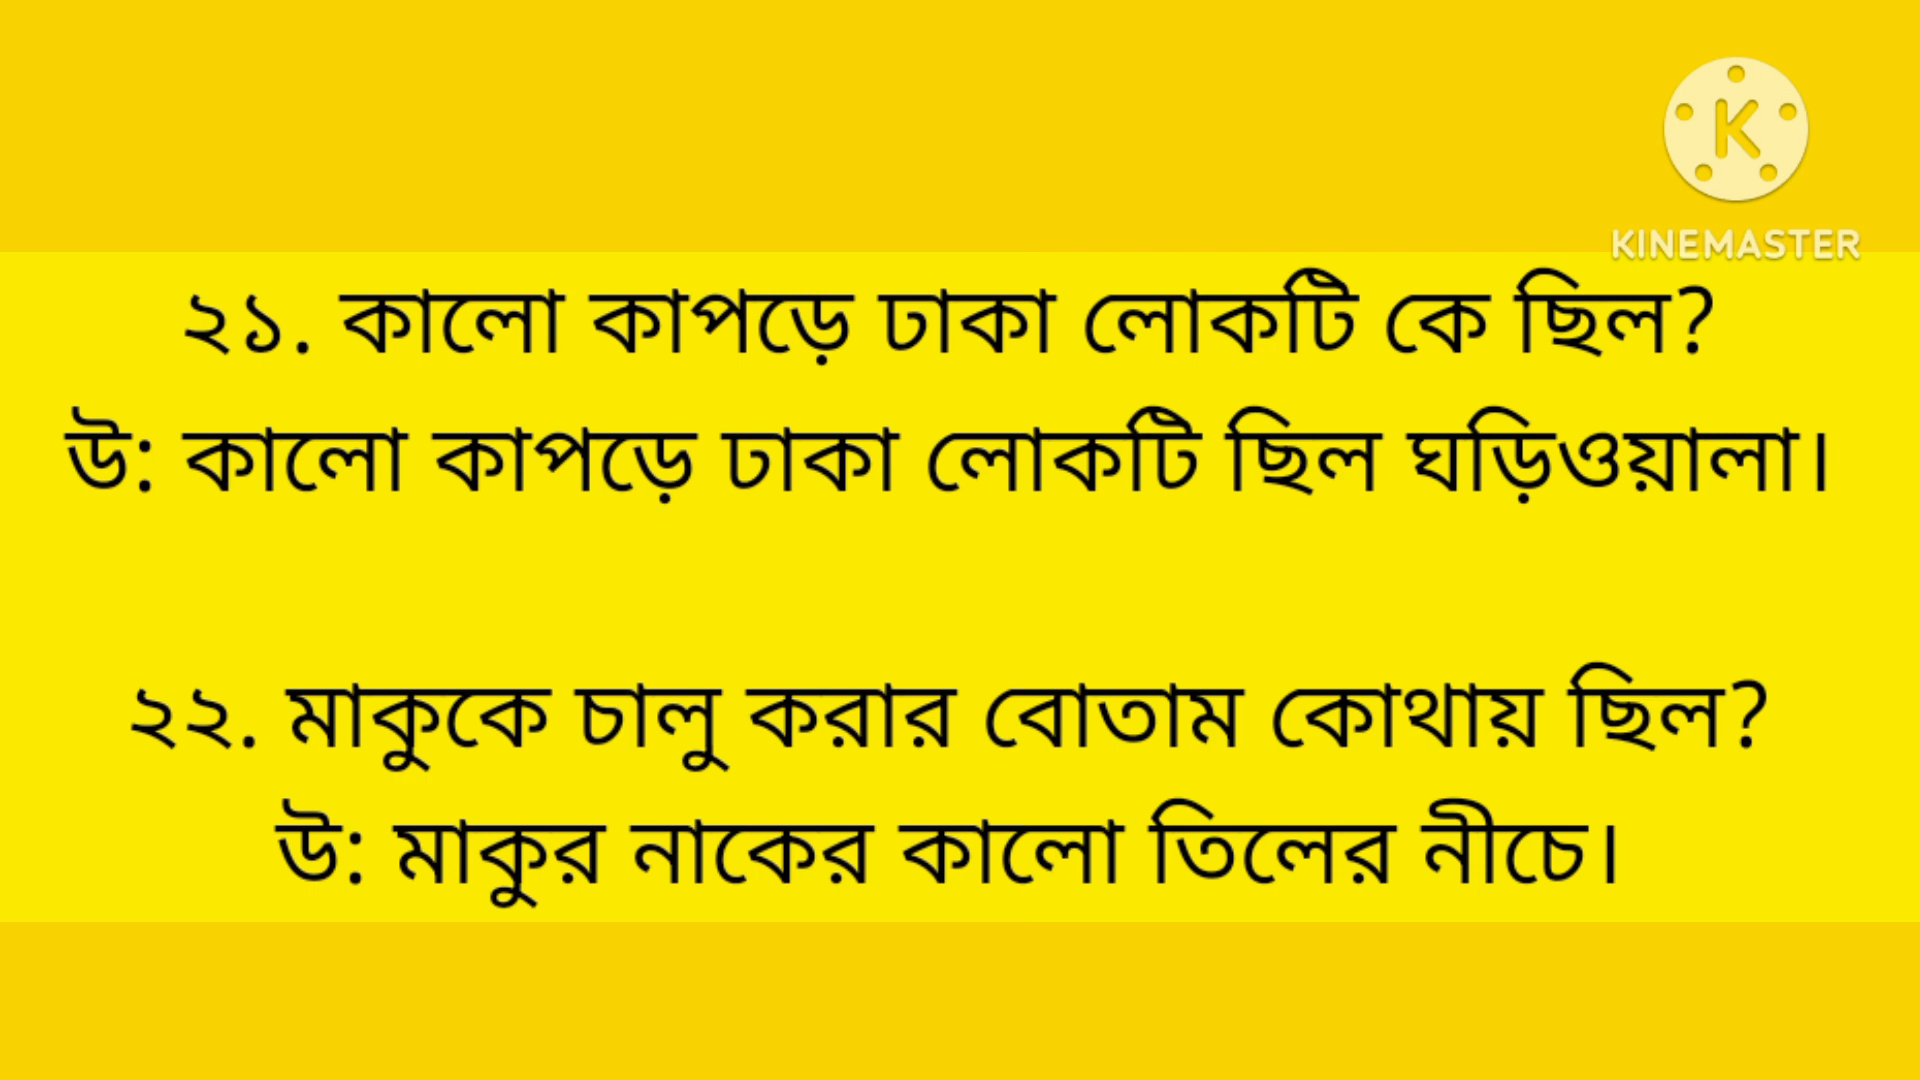 KINEMASTER
২১. কালো কাপড়ে ঢাকা লোকটি কে ছিল?
উ: কালো কাপড়ে ঢাকা লোকটি ছিল ঘড়িওয়ালা।
২২. মাকুকে চালু করার বোতাম কোথায় ছিল?
উ: মাকুর নাকের কালো তিলের নীচে।